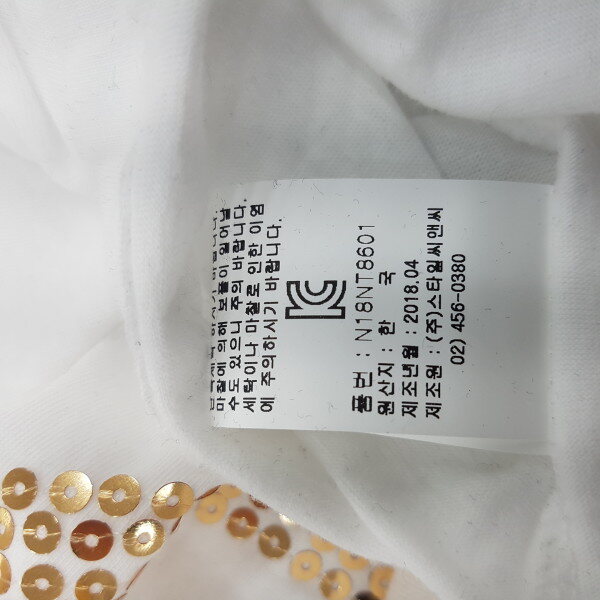 마찰에 의해 보풀이 일어날
수도 있으니 주의 바랍니다.
세탁이나 마찰로 인한 이염
에 주의하시기 바랍니다.
품번 : N18NT8601
원산지 : 한 국
제조년월 : 2018.04
제조원 : (주)스타일씨앤씨
02) 456-0380